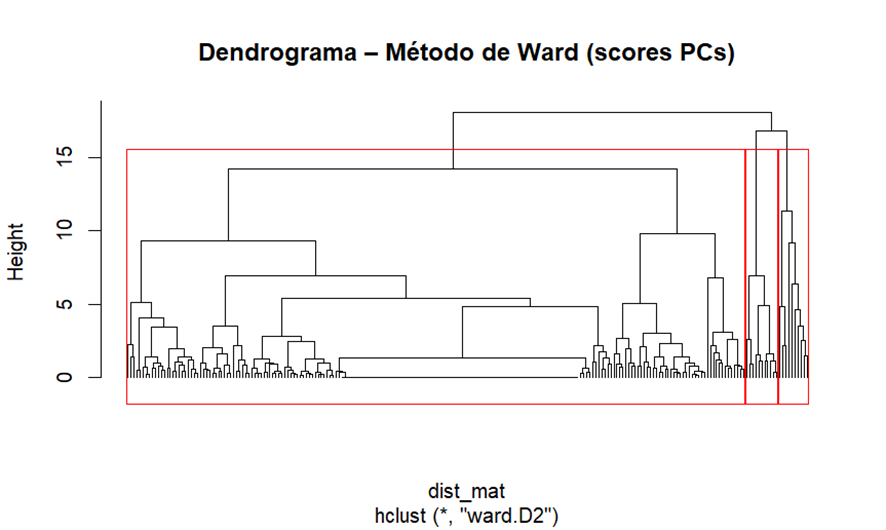 Dendrograma – Método de Ward (scores PCs)
Height
15
10
5
0
dist_mat
hclust (*, "ward.D2")